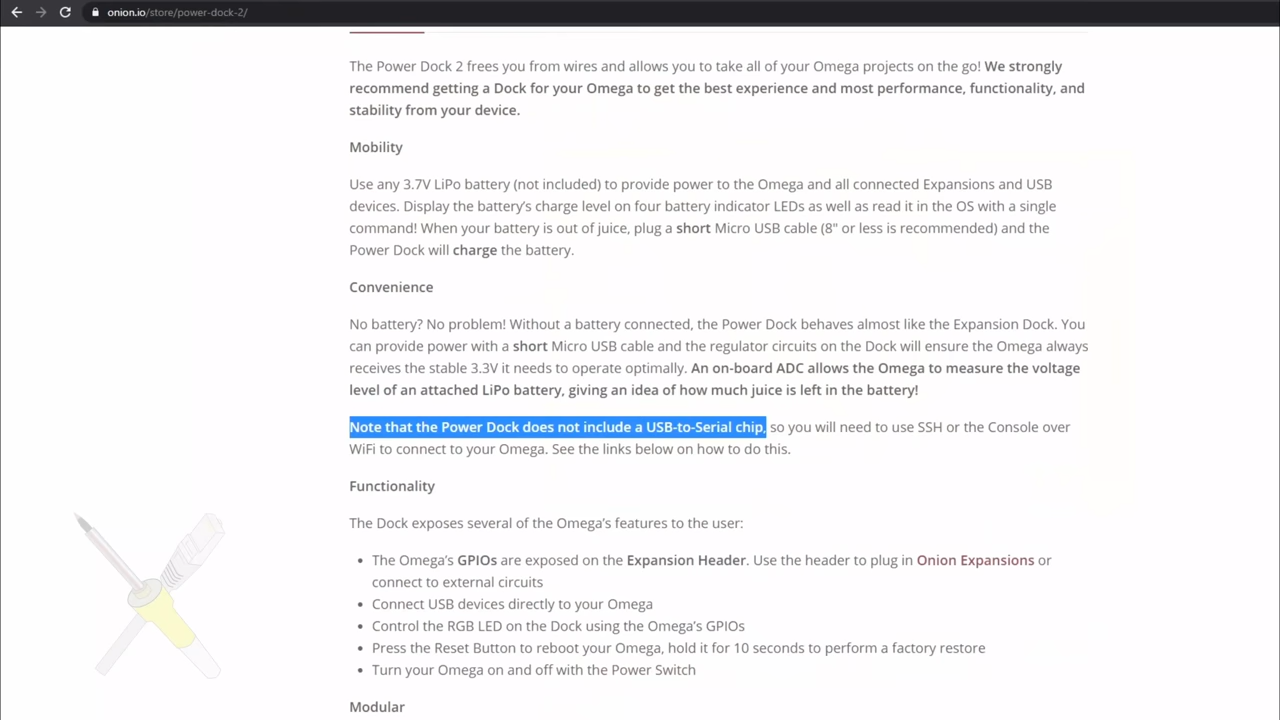 onion.io/store/power-dock-2/
The Power Dock 2 frees you from wires and allows you to take all of your Omega projects on the go! We strongly
recommend getting a Dock for your Omega to get the best experience and most performance, functionality, and
stability from your device.
Mobility
Use any 3.7V LiPo battery (not included) to provide power to the Omega and all connected Expansions and USB
devices. Display the battery’s charge level on four battery indicator LEDs as well as read it in the OS with a single
command! When your battery is out of juice, plug a short Micro USB cable (8" or less is recommended) and the
Power Dock will charge the battery.
Convenience
No battery? No problem! Without a battery connected, the Power Dock behaves almost like the Expansion Dock. You
can provide power with a short Micro USB cable and the regulator circuits on the Dock will ensure the Omega always
receives the stable 3.3V it needs to operate optimally. An on-board ADC allows the Omega to measure the voltage
level of an attached LiPo battery, giving an idea of how much juice is left in the battery!
Note that the Power Dock does not include a USB-to-Serial chip, so you will need to use SSH or the Console over
WiFi to connect to your Omega. See the links below on how to do this.
Functionality
The Dock exposes several of the Omega’s features to the user:
• The Omega’s GPIOs are exposed on the Expansion Header. Use the header to plug in Onion Expansions or
connect to external circuits
• Connect USB devices directly to your Omega
• Control the RGB LED on the Dock using the Omega’s GPIOs
• Press the Reset Button to reboot your Omega, hold it for 10 seconds to perform a factory restore
• Turn your Omega on and off with the Power Switch
Modular